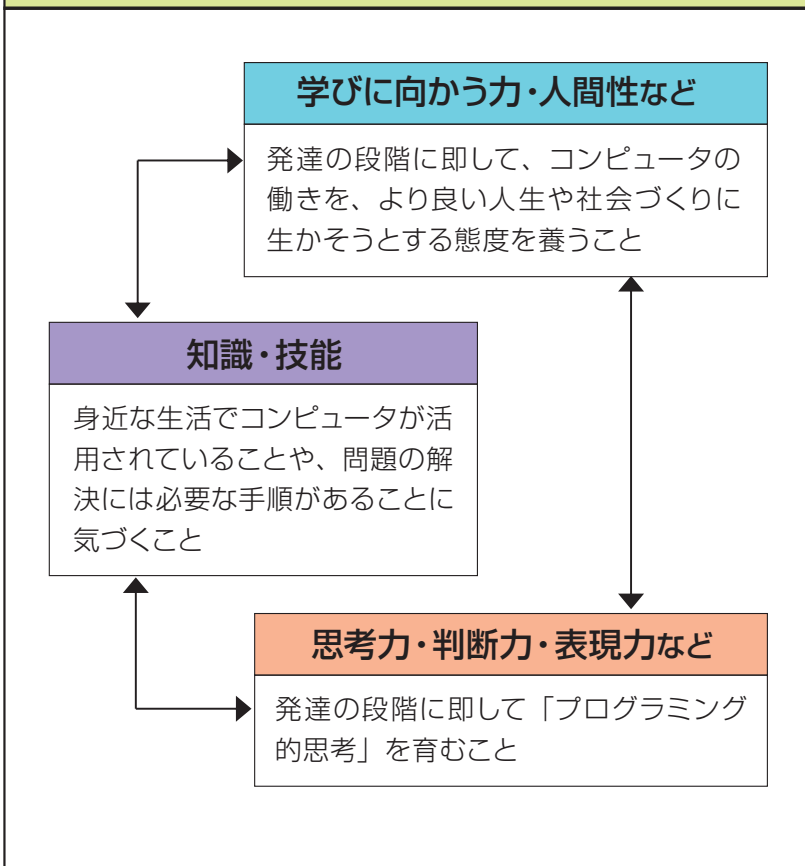 学びに向かう力・人間性など
発達の段階に即して、コンピュータの
働きを、より良い人生や社会づくりに
生かそうとする態度を養うこと
知識・技能
身近な生活でコンピュータが活
用されていることや、問題の解
決には必要な手順があることに
気づくこと
思考力・判断力・表現力など
発達の段階に即して「プログラミング
的思考」を育むこと